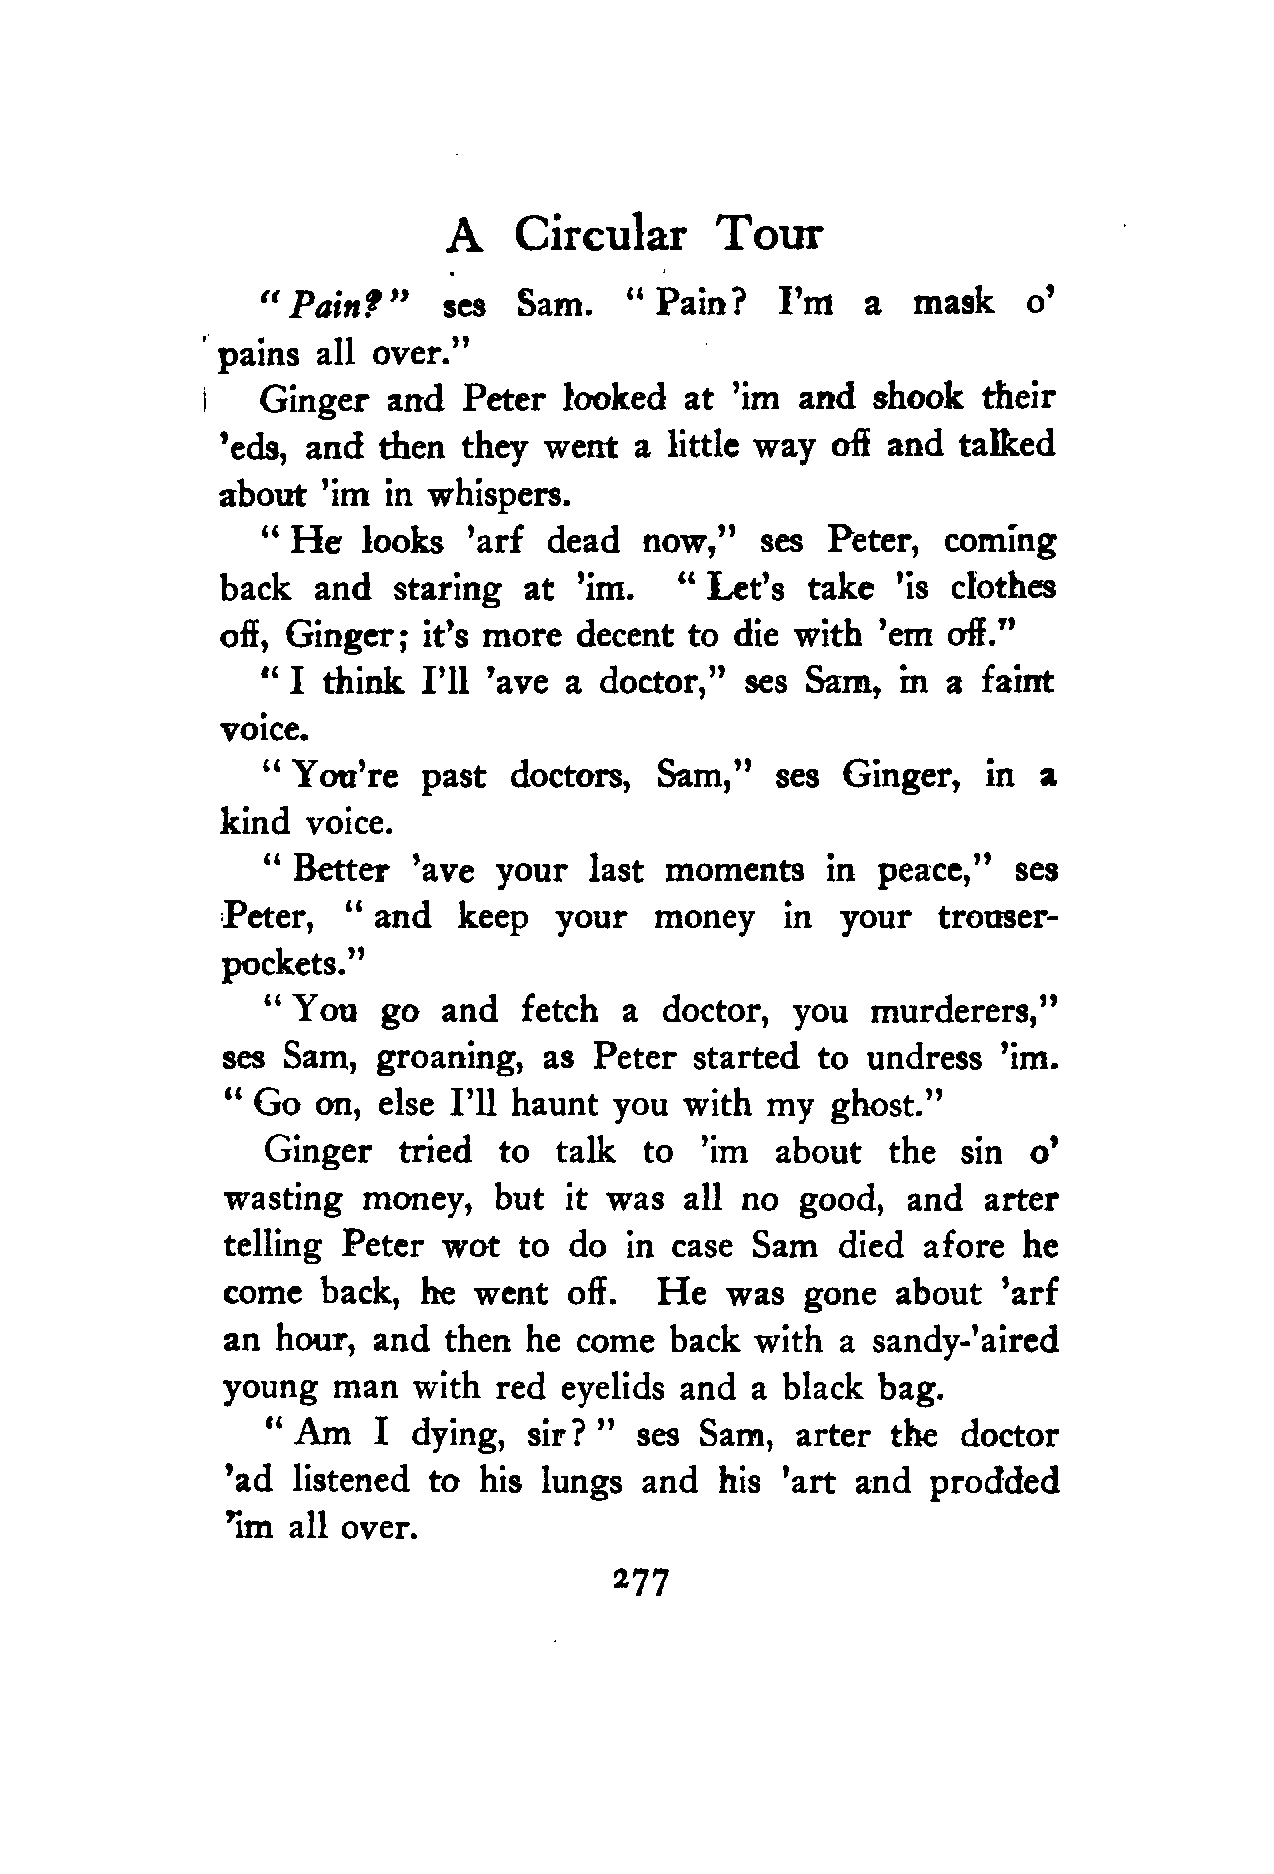 A Circular Tour
“Pain?” ses Sam. “Pain? I’m a mask o’
pains all over.”
Ginger and Peter looked at ’im and shook their
’eds, and then they went a little way off and talked
about ’im in whispers.
“He looks ’arf dead now,” ses Peter, coming
back and staring at ’im. “Let’s take ’is clothes
off, Ginger; it’s more decent to die with ’em off.”
“I think I’ll ’ave a doctor,” ses Sam, in a faint
voice.
“You’re past doctors, Sam,” ses Ginger, in a
kind voice.
“Better ’ave your last moments in peace,” ses
Peter, “and keep your money in your trouser-
pockets.”
“You go and fetch a doctor, you murderers,”
ses Sam, groaning, as Peter started to undress ’im.
“Go on, else I’ll haunt you with my ghost.”
Ginger tried to talk to ’im about the sin o’
wasting money, but it was all no good, and arter
telling Peter wot to do in case Sam died afore he
come back, he went off. He was gone about ’arf
an hour, and then he come back with a sandy-’aired
young man with red eyelids and a black bag.
“Am I dying, sir?” ses Sam, arter the doctor
’ad listened to his lungs and his ’art and prodded
’im all over.
277